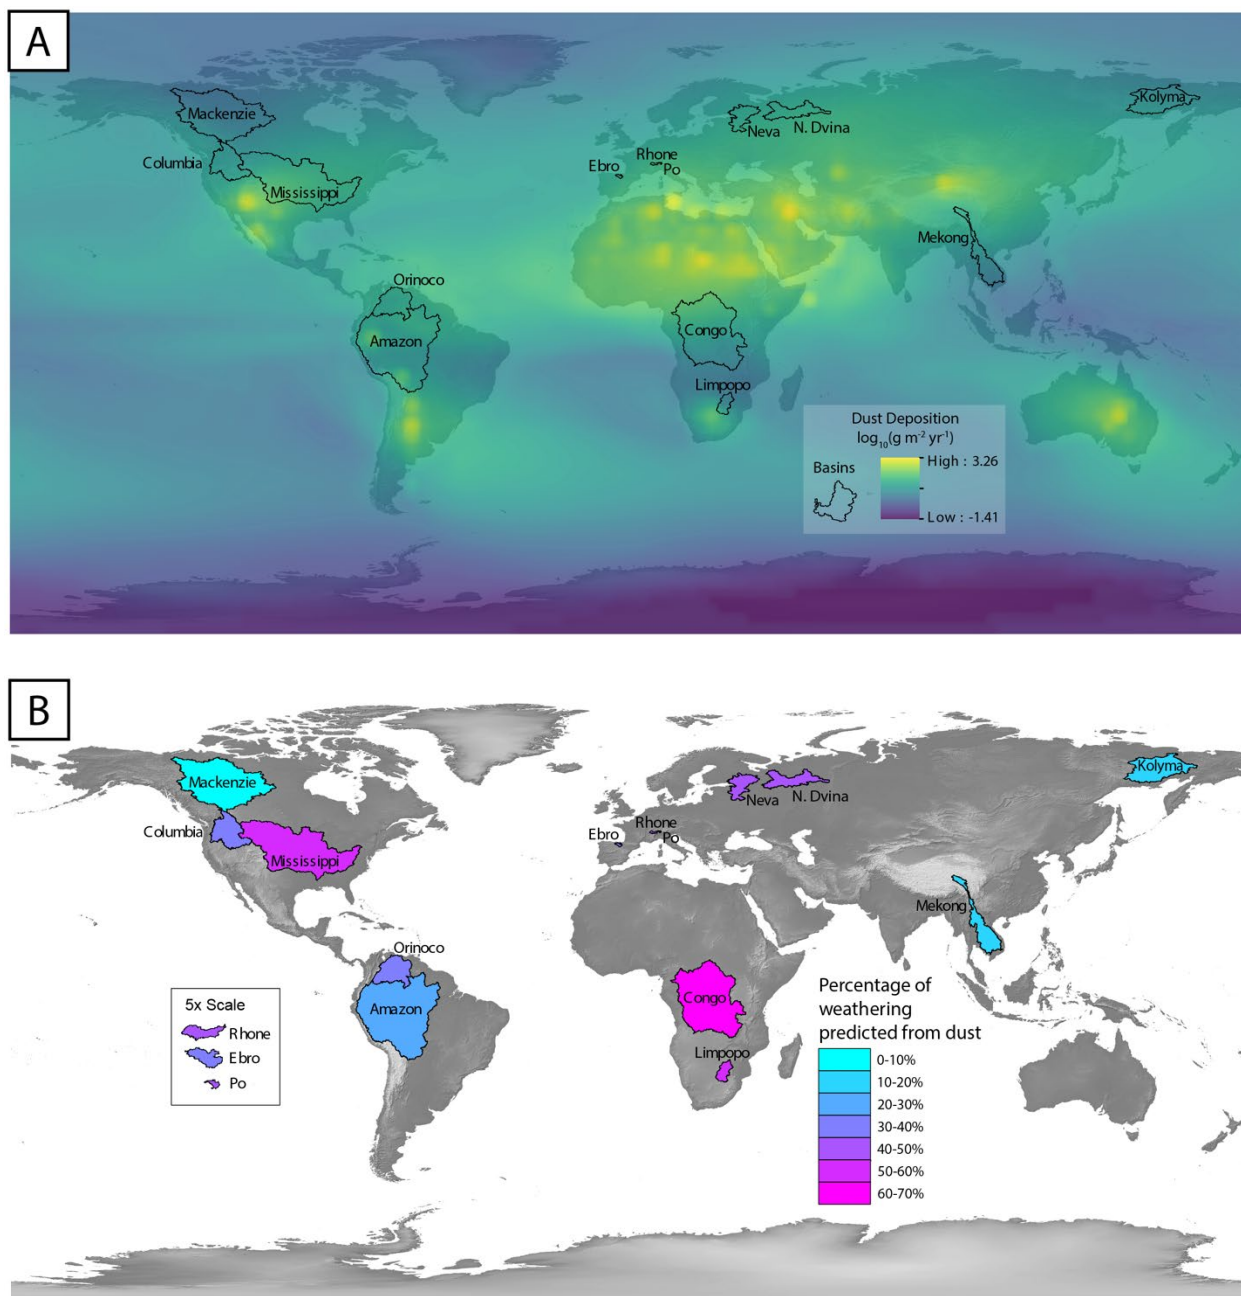 A
Mackenzie
Kolyma
Neva
N. Dvina
Columbia
Rhone
Ebro
Po
Mississippi
Mekong
Orinoco
Congo
Amazon
Limpopo
Dust Deposition
log₁₀(g m⁻² yr⁻¹)
Basins
High : 3.26
Low : -1.41
B
Mackenzie
Kolyma
Neva
N. Dvina
Columbia
Rhone
Ebro
Po
Mississippi
Mekong
Orinoco
Amazon
Congo
Limpopo
5x Scale
Rhone
Ebro
Po
Percentage of
weathering
predicted from dust
0-10%
10-20%
20-30%
30-40%
40-50%
50-60%
60-70%